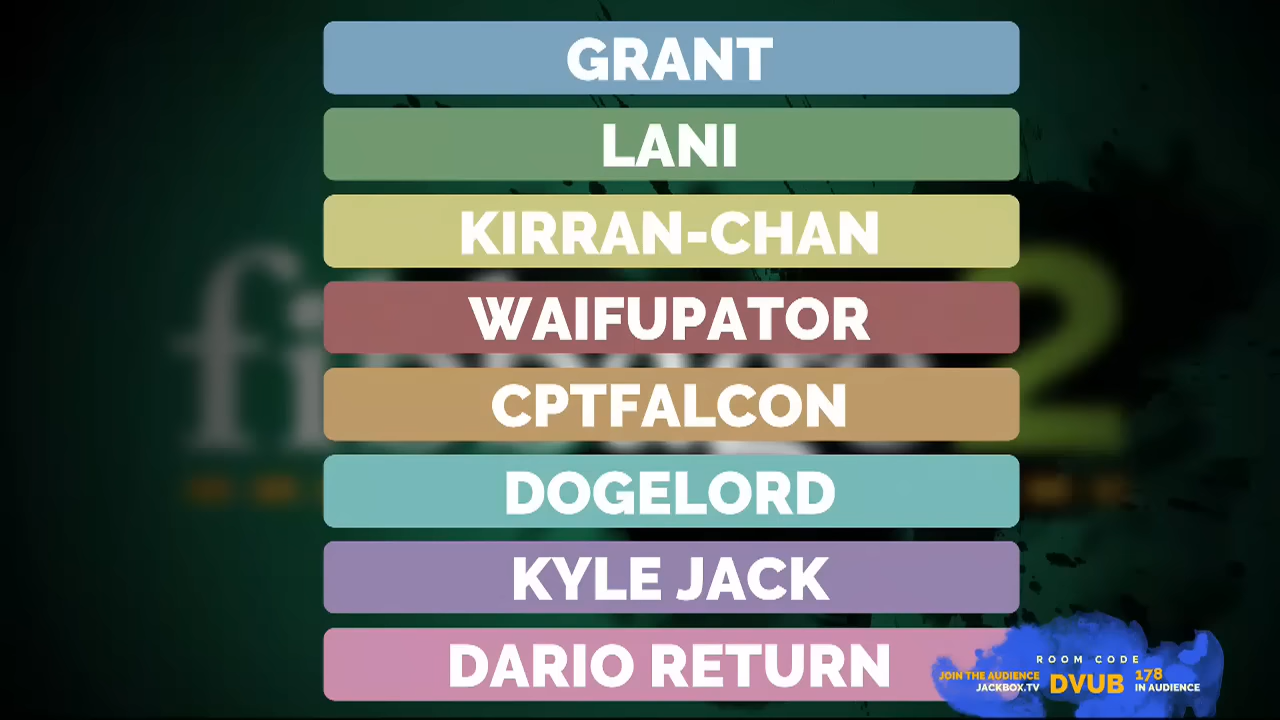 GRANT
LANI
KIRRAN-CHAN
WAIFUPATOR
CPTFALCON
DOGELORD
KYLE JACK
DARIO RETURN
ROOM CODE
JOIN THE AUDIENCE
JACKBOX.TV
DVUB
178
IN AUDIENCE
2